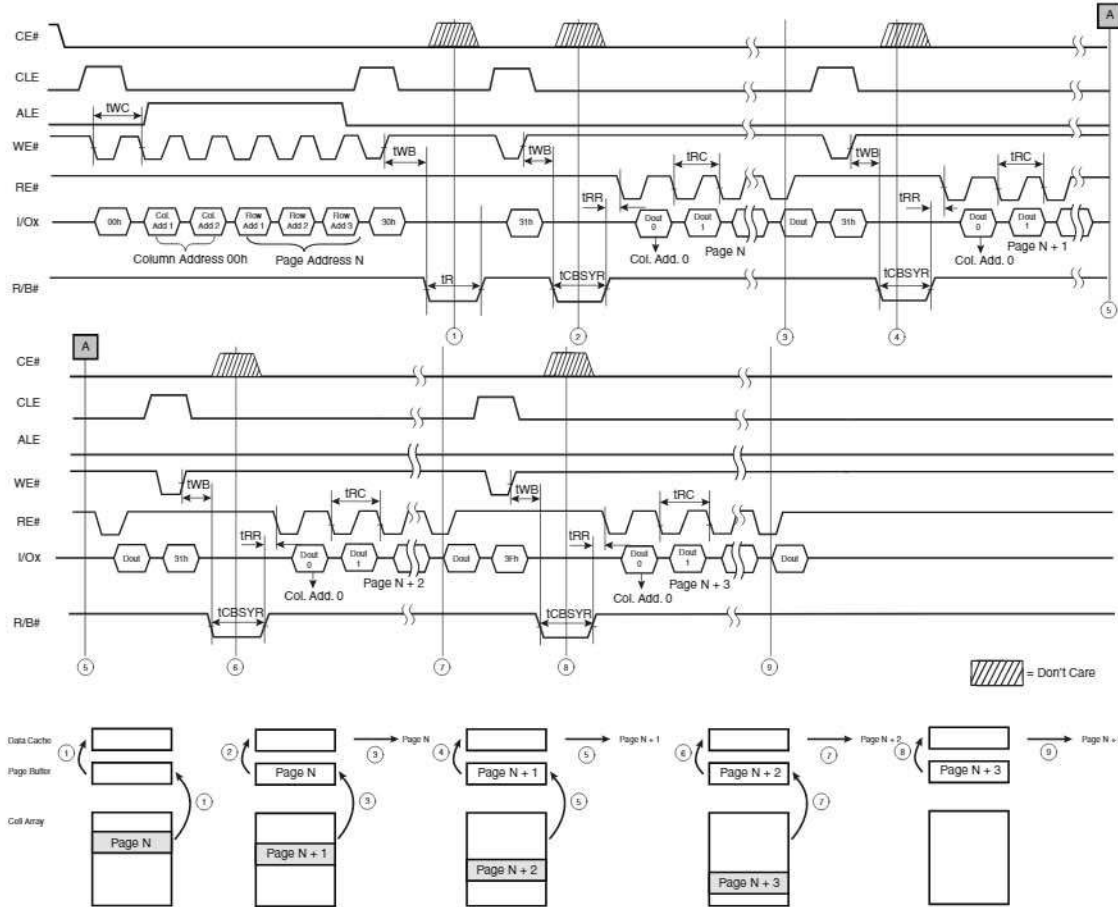 A
CE#
CLE
ALE
tWC
WE#
tWB
tWB
tWB
tRC
tRC
RE#
tRR
tRR
I/Ox
00h
Col. Add 1
Col. Add 2
Row Add 1
Row Add 2
Row Add 3
30h
31h
Dout 0
Dout 1
Dout
31h
Dout 0
Dout 1
Column Address 00h
Page Address N
Page N
Col. Add. 0
Page N + 1
Col. Add. 0
R/B#
tR
tCBSYR
tCBSYR
1
2
3
4
5
A
CE#
CLE
ALE
WE#
tWB
tWB
tRC
tRC
RE#
tRR
tRR
I/Ox
Dout
31h
Dout 0
Dout 1
Dout
3Fh
Dout 0
Dout 1
Dout
Page N + 2
Col. Add. 0
Page N + 3
Col. Add. 0
R/B#
tCBSYR
tCBSYR
5
6
7
8
9
= Don't Care
Data Cache
1
2
3
Page N
4
5
Page N + 1
6
7
Page N + 2
8
9
Page N +
Page Buffer
Page N
Page N + 1
Page N + 2
Page N + 3
1
3
5
7
Cell Array
Page N
Page N + 1
Page N + 2
Page N + 3